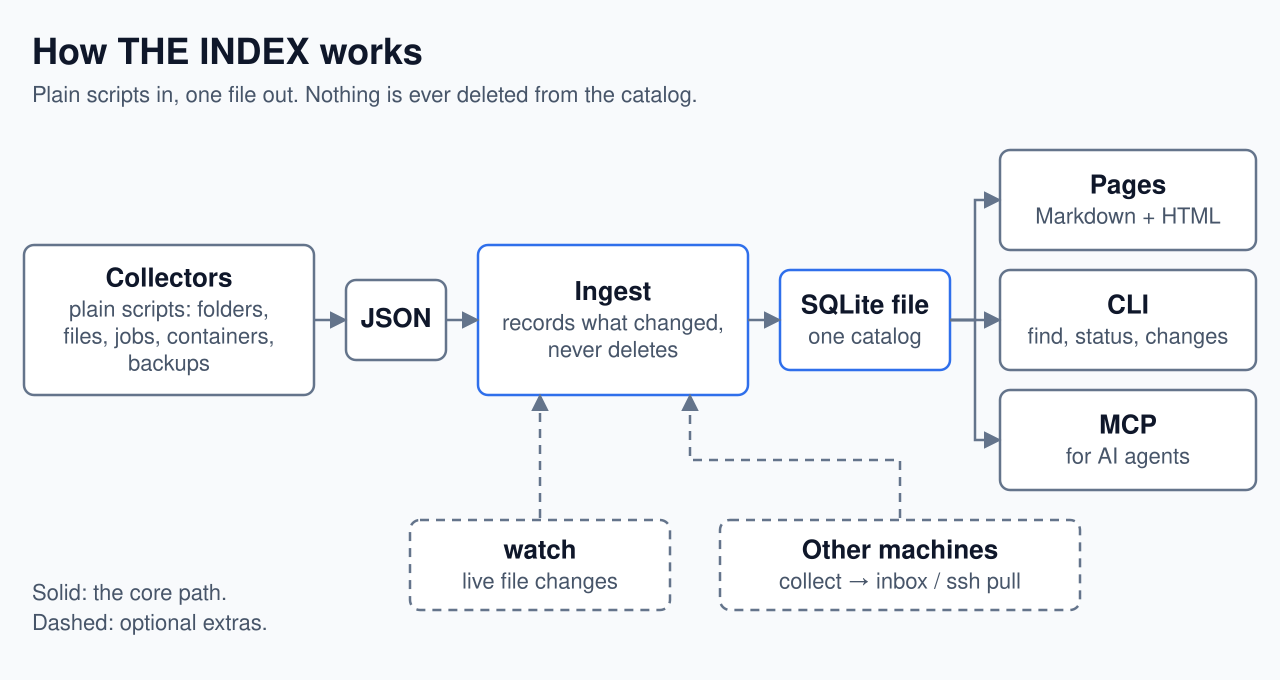 How THE INDEX works
Plain scripts in, one file out. Nothing is ever deleted from the catalog.
Collectors
plain scripts: folders,
files, jobs, containers,
backups
JSON
Ingest
records what changed,
never deletes
SQLite file
one catalog
Pages
Markdown + HTML
CLI
find, status, changes
MCP
for AI agents
watch
live file changes
Other machines
collect → inbox / ssh pull
Solid: the core path.
Dashed: optional extras.